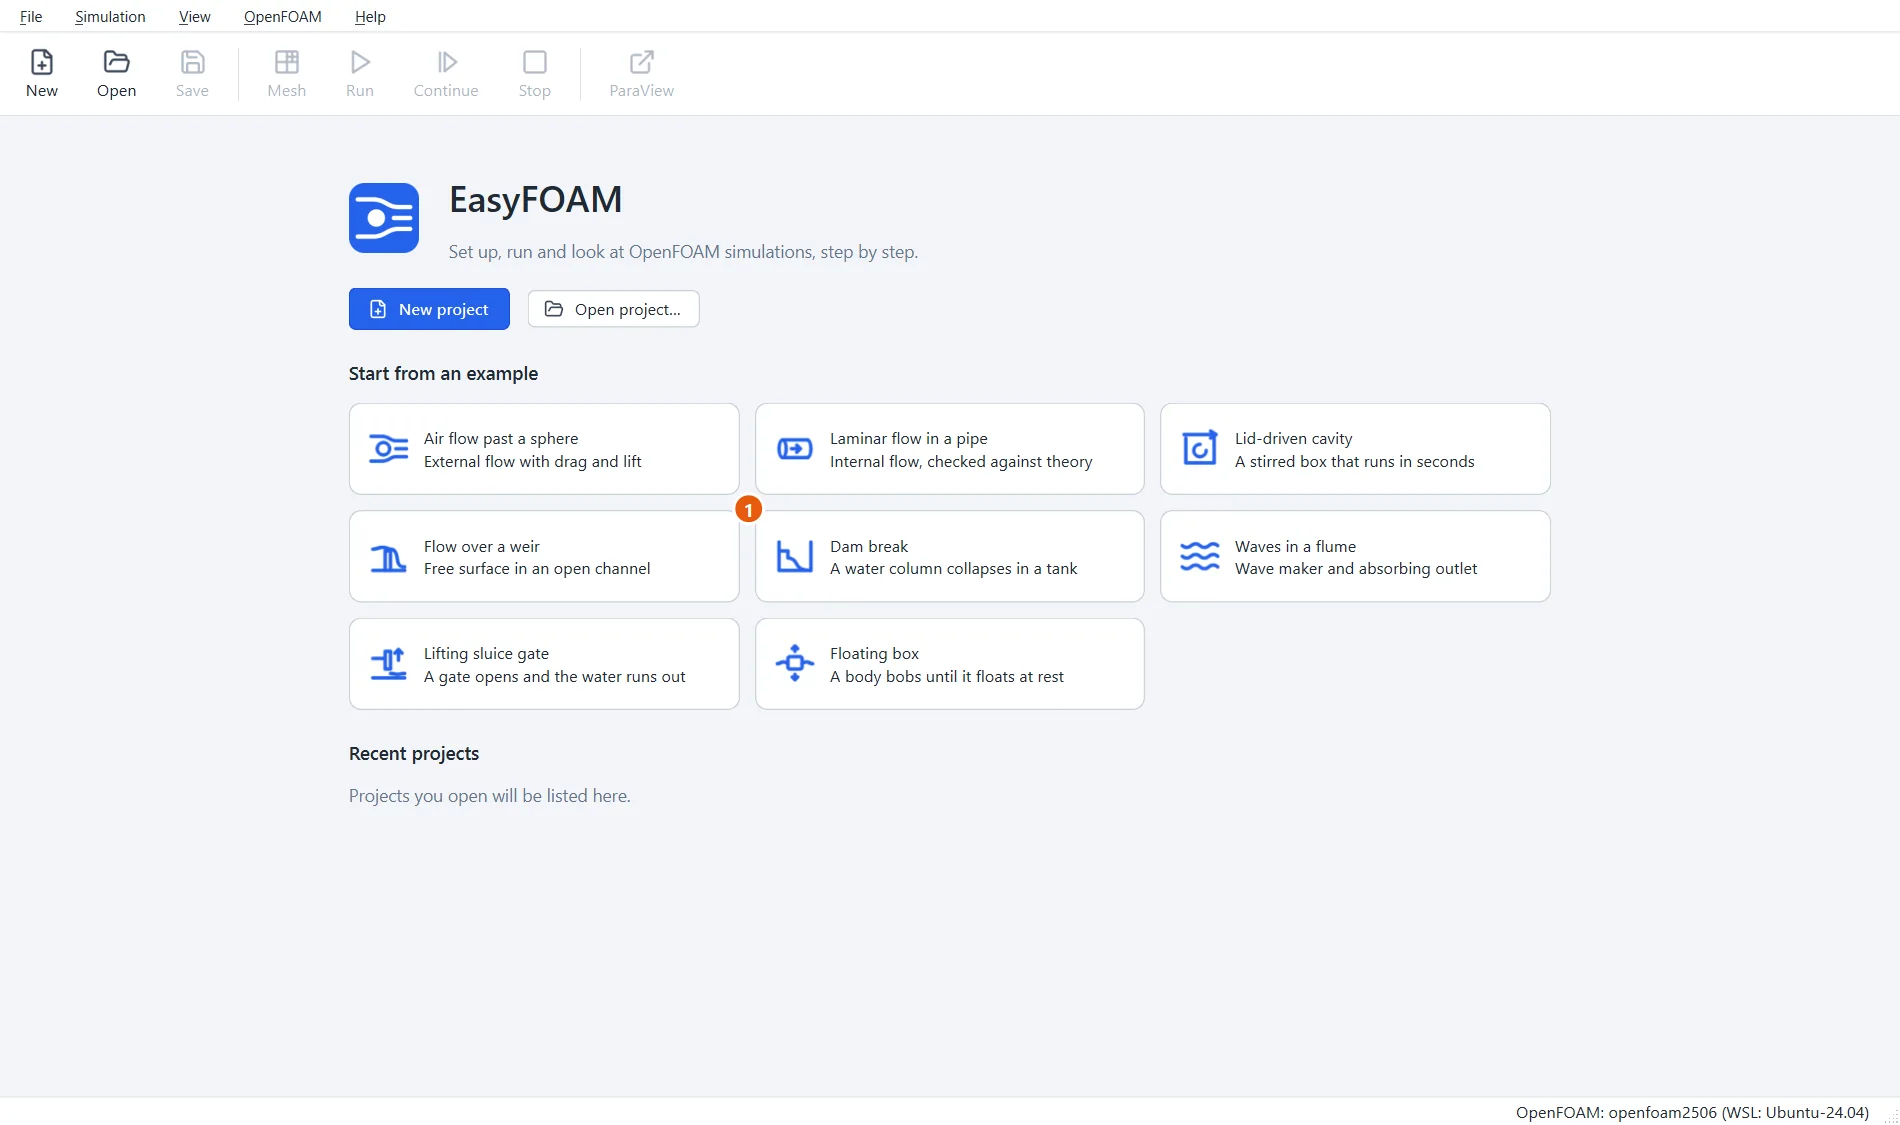 File Simulation View OpenFOAM Help
New Open Save Mesh Run Continue Stop ParaView
EasyFOAM
Set up, run and look at OpenFOAM simulations, step by step.
New project Open project...
Start from an example
Air flow past a sphere
External flow with drag and lift
Laminar flow in a pipe
Internal flow, checked against theory
Lid-driven cavity
A stirred box that runs in seconds
1
Flow over a weir
Free surface in an open channel
Dam break
A water column collapses in a tank
Waves in a flume
Wave maker and absorbing outlet
Lifting sluice gate
A gate opens and the water runs out
Floating box
A body bobs until it floats at rest
Recent projects
Projects you open will be listed here.
OpenFOAM: openfoam2506 (WSL: Ubuntu-24.04)